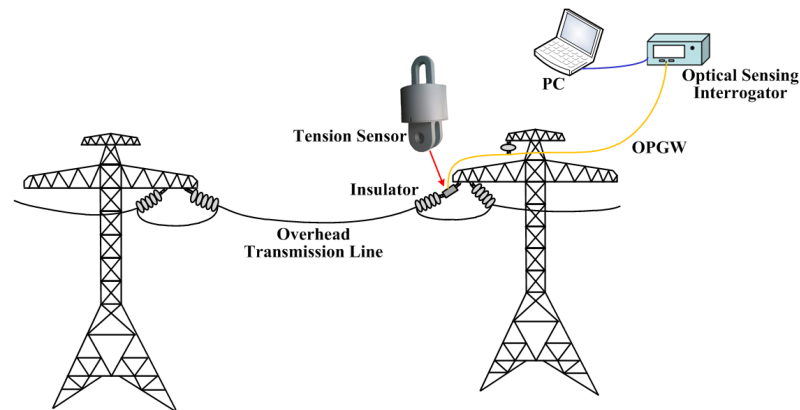 PC
Optical Sensing
Interrogator
Tension Sensor
OPGW
Insulator
Overhead
Transmission Line